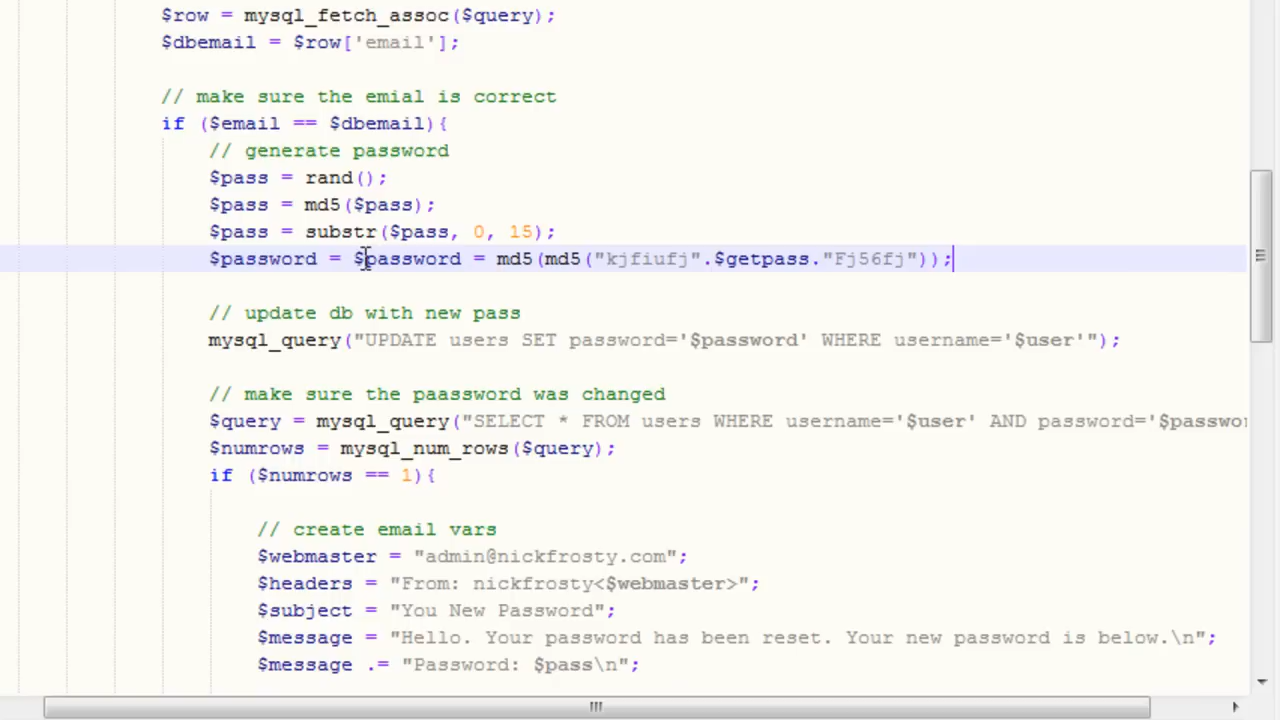 $row = mysql_fetch_assoc($query);
$dbemail = $row['email'];
// make sure the emial is correct
if ($email == $dbemail){
// generate password
$pass = rand();
$pass = md5($pass);
$pass = substr($pass, 0, 15);
$password = $password = md5(md5("kjfiufj".$getpass."Fj56fj"));
// update db with new pass
mysql_query("UPDATE users SET password='$password' WHERE username='$user'");
// make sure the paassword was changed
$query = mysql_query("SELECT * FROM users WHERE username='$user' AND password='$passwo
$numrows = mysql_num_rows($query);
if ($numrows == 1){
// create email vars
$webmaster = "admin@nickfrosty.com";
$headers = "From: nickfrosty<$webmaster>";
$subject = "You New Password";
$message = "Hello. Your password has been reset. Your new password is below.\n";
$message .= "Password: $pass\n";